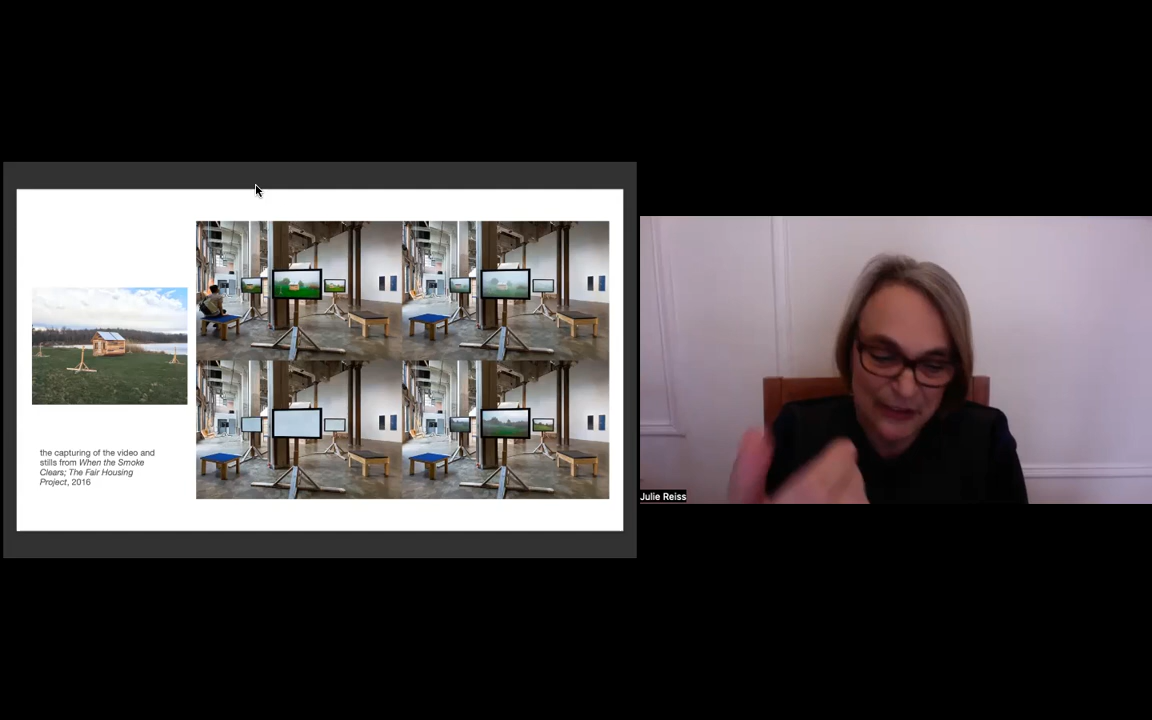 the capturing of the video and
stills from When the Smoke
Clears; The Fair Housing
Project, 2016
Julie Reiss